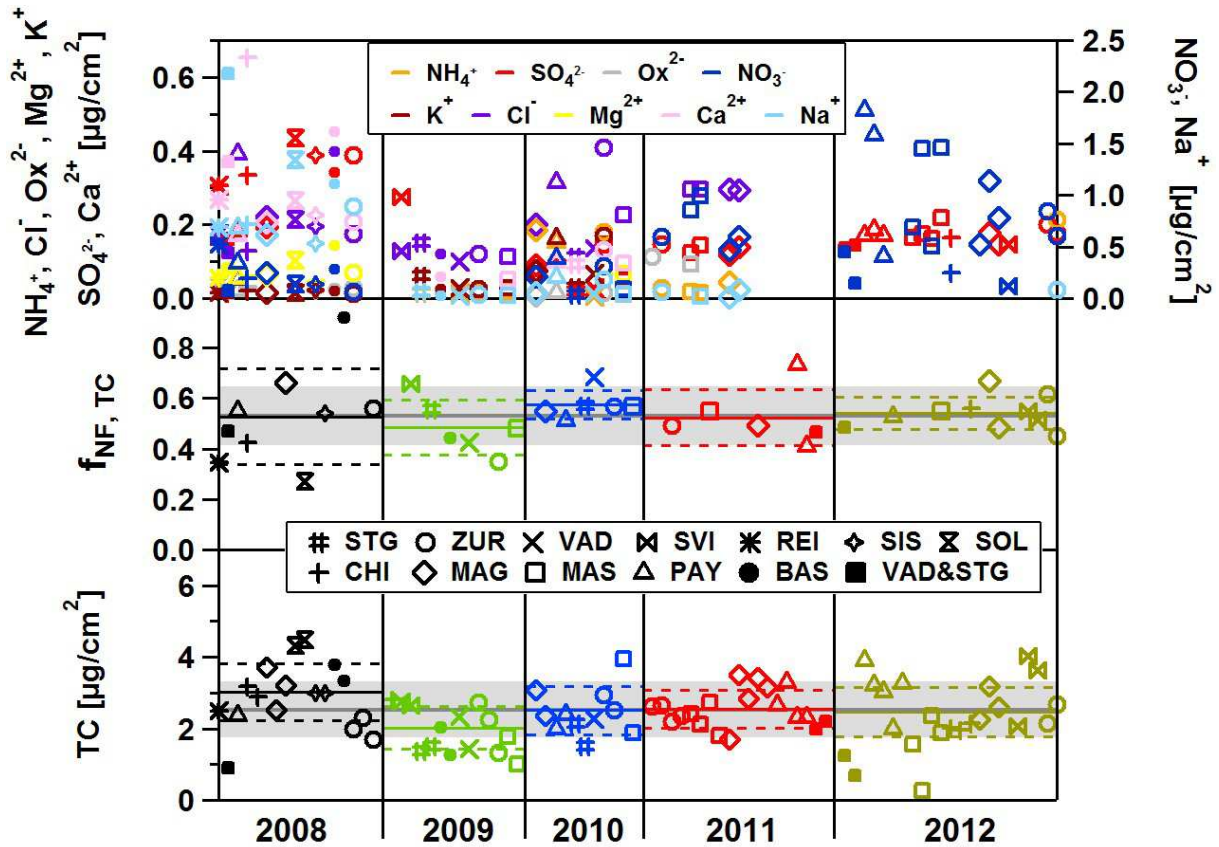 NH₄⁺, Cl⁻, Ox²⁻, Mg²⁺, K⁺
SO₄²⁻, Ca²⁺ [µg/cm²]
0.6
0.4
0.2
0.0
NH₄⁺ SO₄²⁻ Ox²⁻ NO₃⁻
K⁺ Cl⁻ Mg²⁺ Ca²⁺ Na⁺
2.5
2.0
1.5
1.0
0.5
0.0
NO₃⁻, Na⁺ [µg/cm²]
f_NF, TC
0.8
0.6
0.4
0.2
0.0
STG ZUR VAD SVI REI SIS SOL
CHI MAG MAS PAY BAS VAD&STG
TC [µg/cm²]
6
4
2
0
2008 2009 2010 2011 2012